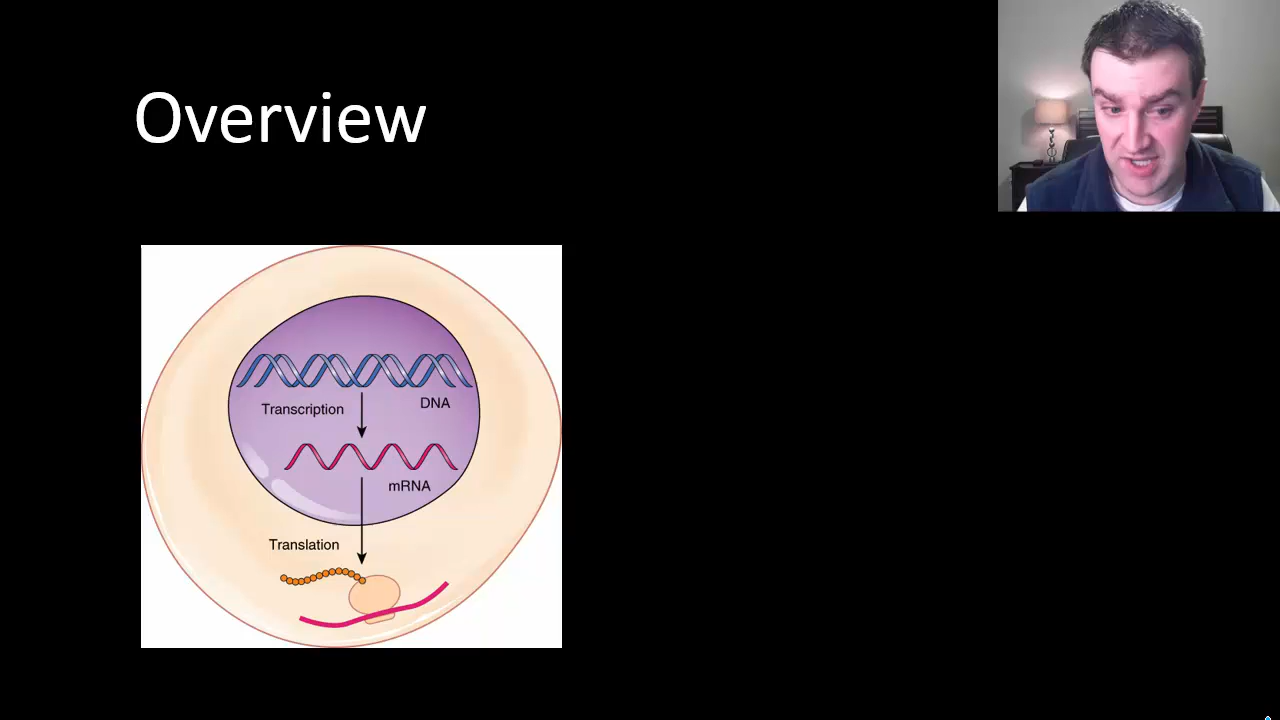 Overview
Transcription
DNA
mRNA
Translation